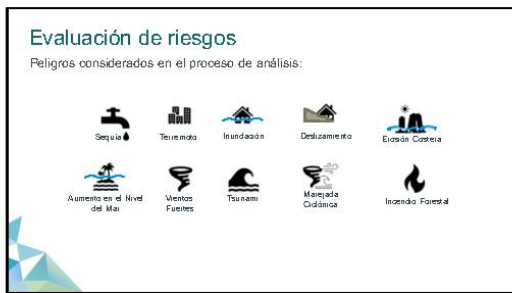 Evaluación de riesgos
Peligros considerados en el proceso de análisis:
Sequía
Terremoto
Inundación
Deslizamiento
Erosión Costera
Aumento en el Nivel
del Mar
Vientos
Fuertes
Tsunami
Marejada
Ciclónica
Incendio Forestal